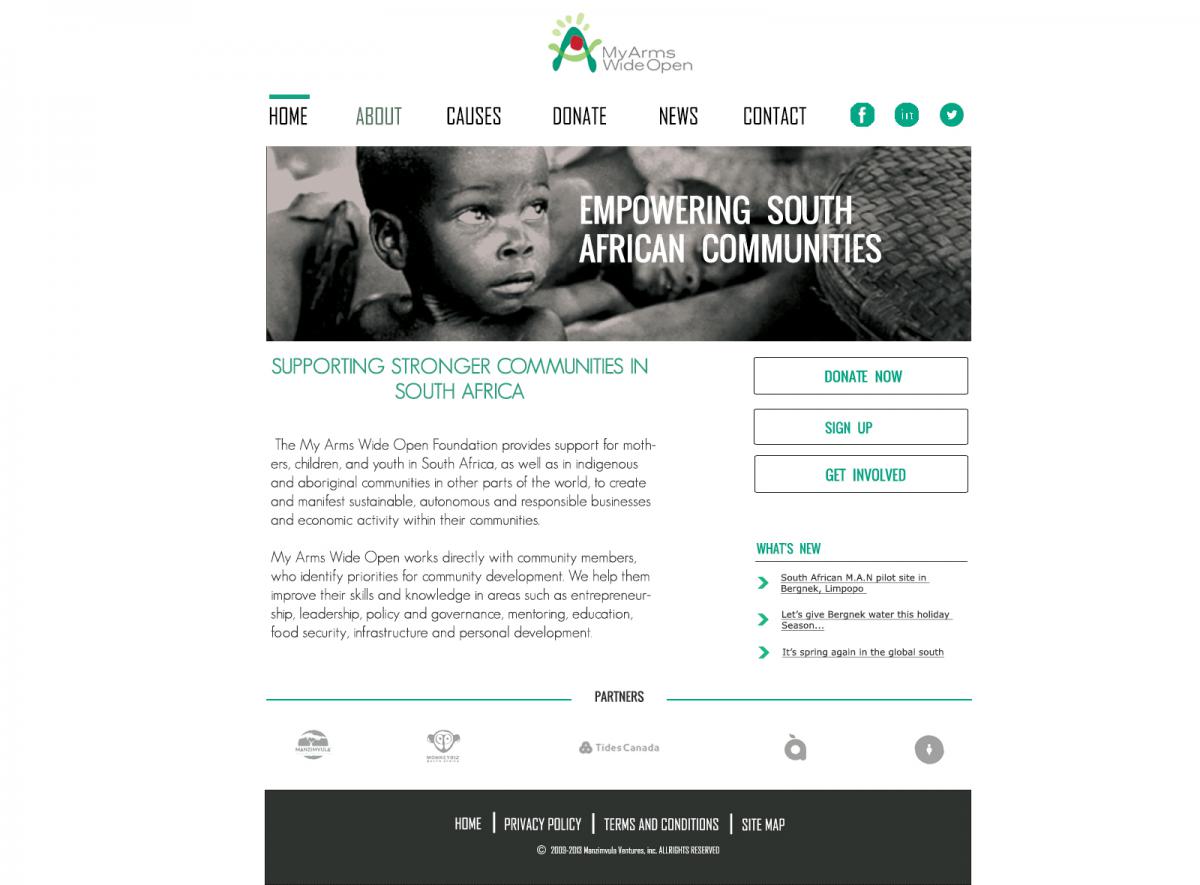 My Arms
Wide Open
HOME
ABOUT
CAUSES
DONATE
NEWS
CONTACT
f
in
EMPOWERING SOUTH
AFRICAN COMMUNITIES
SUPPORTING STRONGER COMMUNITIES IN
SOUTH AFRICA
The My Arms Wide Open Foundation provides support for moth-
ers, children, and youth in South Africa, as well as in indigenous
and aboriginal communities in other parts of the world, to create
and manifest sustainable, autonomous and responsible businesses
and economic activity within their communities.
My Arms Wide Open works directly with community members,
who identify priorities for community development. We help them
improve their skills and knowledge in areas such as entrepreneur-
ship, leadership, policy and governance, mentoring, education,
food security, infrastructure and personal development.
DONATE NOW
SIGN UP
GET INVOLVED
WHAT'S NEW
South African M.A.N pilot site in
Bergnek, Limpopo
Let's give Bergnek water this holiday
Season...
It's spring again in the global south
PARTNERS
MANZIMVULA
MONKEYBIZ
SOUTH AFRICA
Tides Canada
HOME | PRIVACY POLICY | TERMS AND CONDITIONS | SITE MAP
© 2009-2013 Manzimvula Ventures, inc. ALLRIGHTS RESERVED